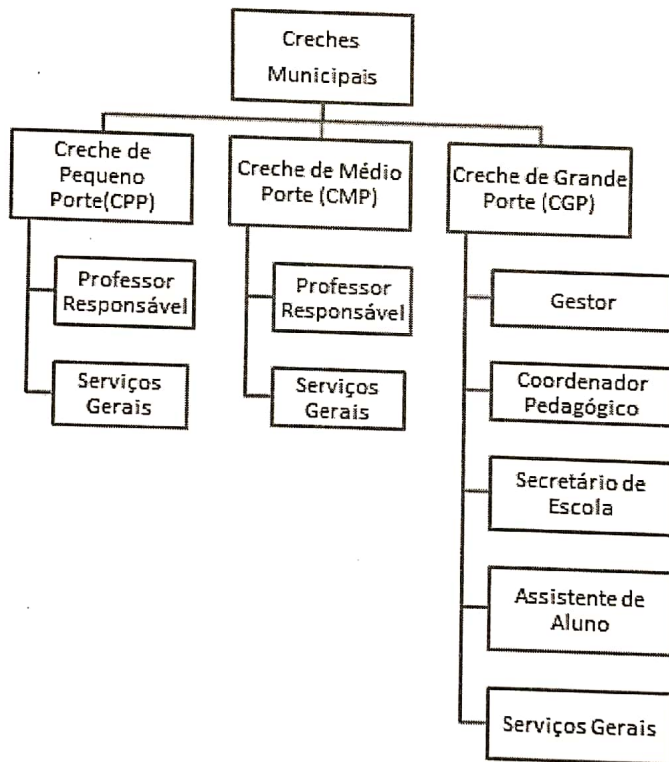 Creches
Municipais
Creche de
Pequeno
Porte(CPP)
Professor
Responsável
Serviços
Gerais
Creche de Médio
Porte (CMP)
Professor
Responsável
Serviços
Gerais
Creche de Grande
Porte (CGP)
Gestor
Coordenador
Pedagógico
Secretário de
Escola
Assistente de
Aluno
Serviços Gerais